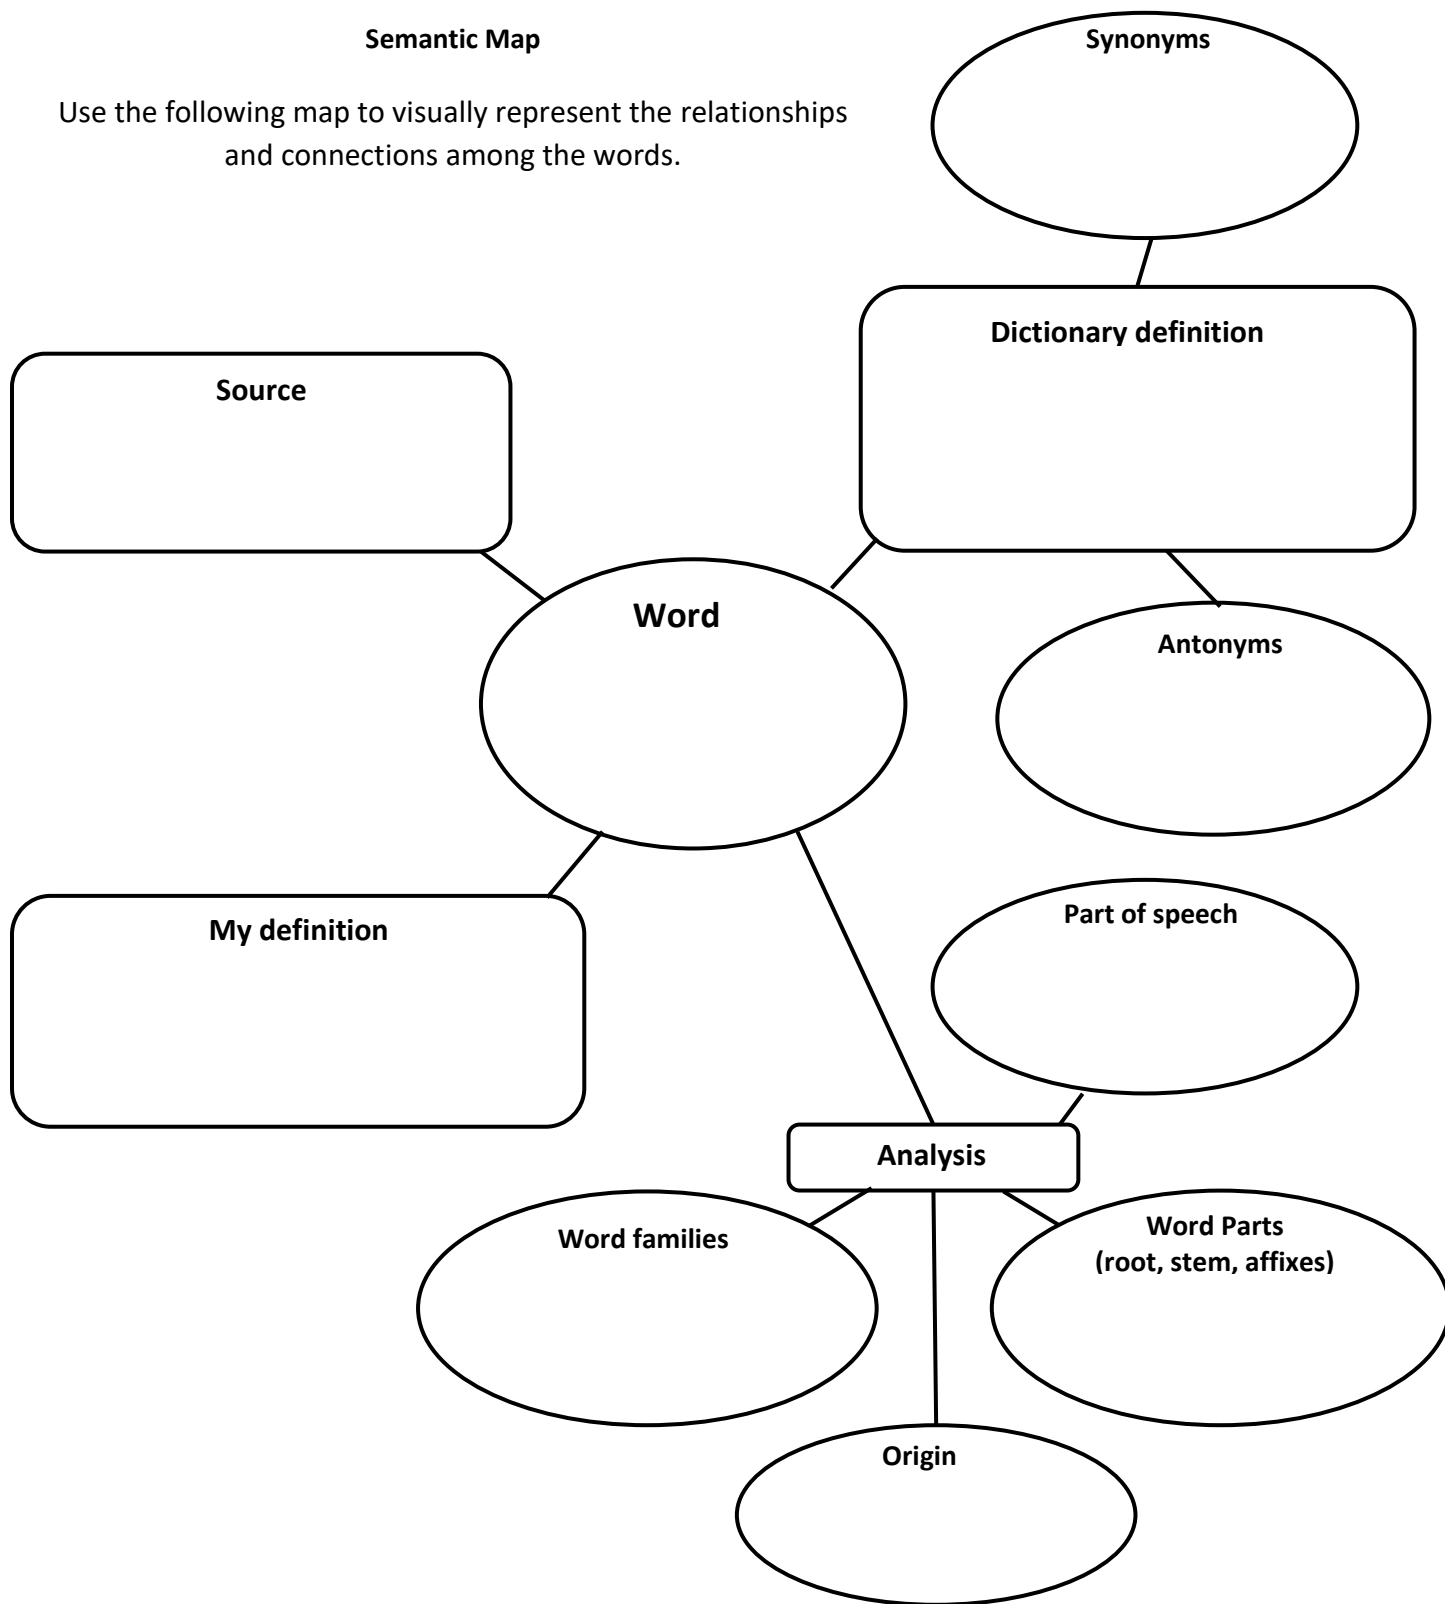 Semantic Map
Use the following map to visually represent the relationships
and connections among the words.
Synonyms
Dictionary definition
Source
Word
Antonyms
My definition
Part of speech
Analysis
Word families
Word Parts
(root, stem, affixes)
Origin